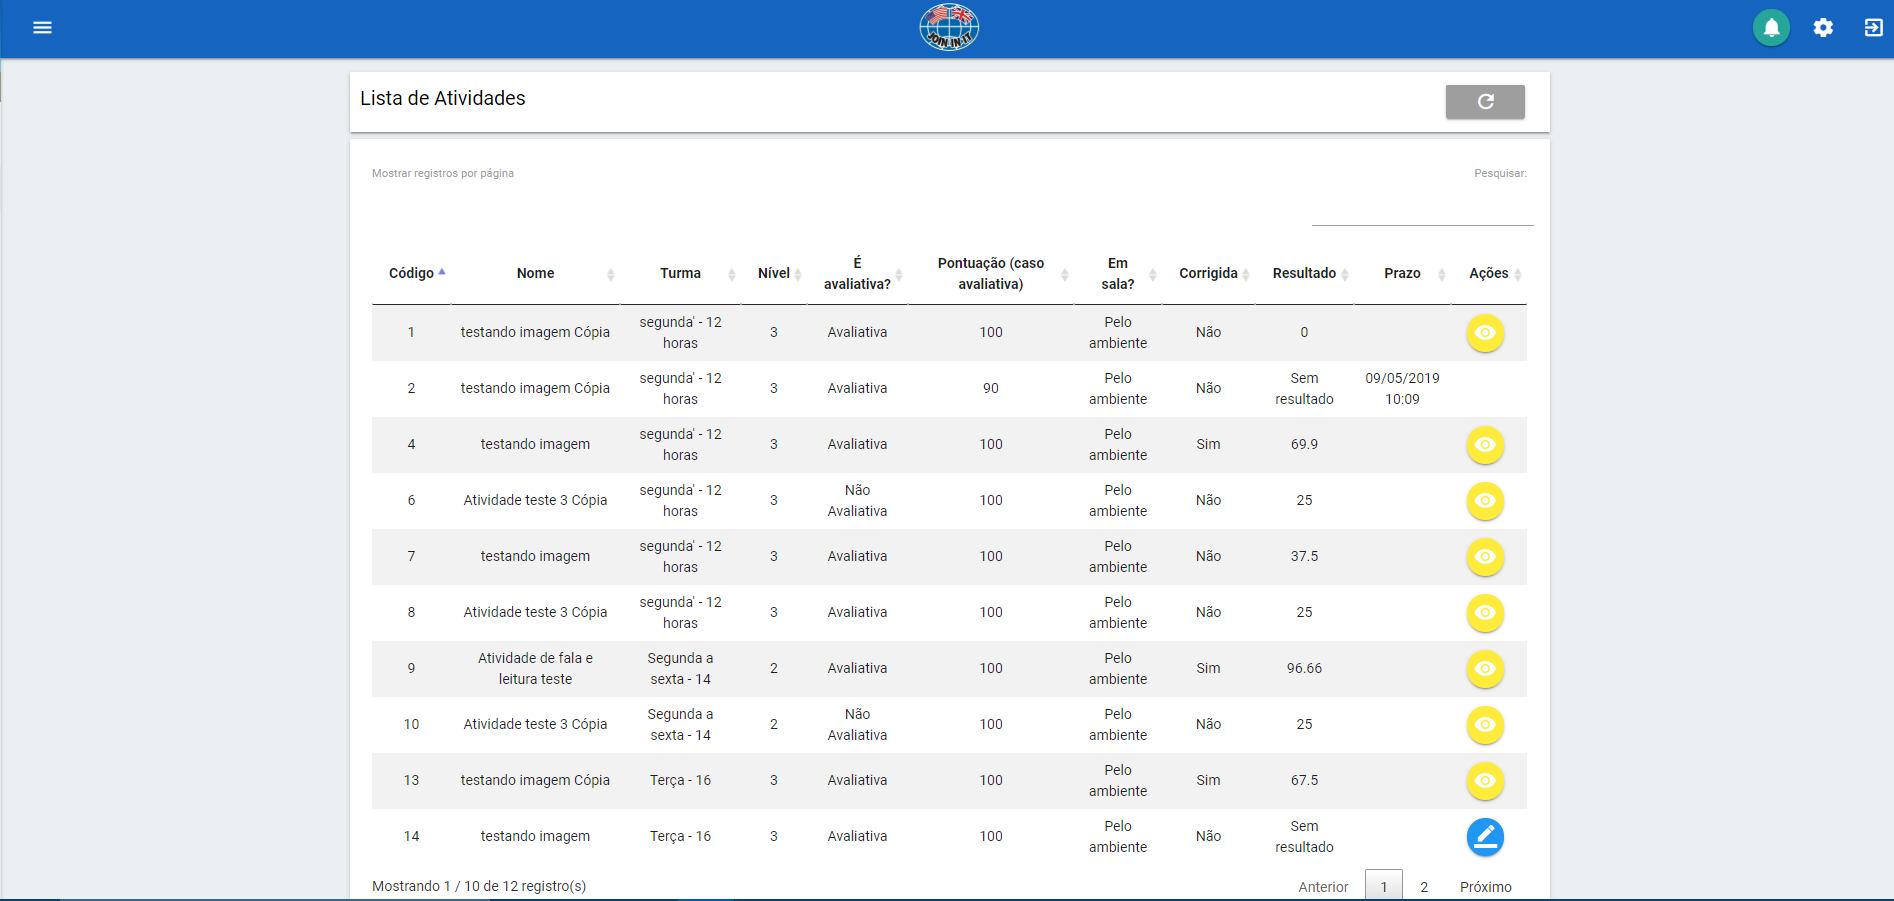 JOIN IN IT
Lista de Atividades
Mostrar registros por página
Pesquisar:
Código Nome Turma Nível É avaliativa? Pontuação (caso avaliativa) Em sala? Corrigida Resultado Prazo Ações
1 testando imagem Cópia segunda' - 12 horas 3 Avaliativa 100 Pelo ambiente Não 0
2 testando imagem Cópia segunda' - 12 horas 3 Avaliativa 90 Pelo ambiente Não Sem resultado 09/05/2019 10:09
4 testando imagem segunda' - 12 horas 3 Avaliativa 100 Pelo ambiente Sim 69.9
6 Atividade teste 3 Cópia segunda' - 12 horas 3 Não Avaliativa 100 Pelo ambiente Não 25
7 testando imagem segunda' - 12 horas 3 Avaliativa 100 Pelo ambiente Não 37.5
8 Atividade teste 3 Cópia segunda' - 12 horas 3 Avaliativa 100 Pelo ambiente Não 25
9 Atividade de fala e leitura teste Segunda a sexta - 14 2 Avaliativa 100 Pelo ambiente Sim 96.66
10 Atividade teste 3 Cópia Segunda a sexta - 14 2 Não Avaliativa 100 Pelo ambiente Não 25
13 testando imagem Cópia Terça - 16 3 Avaliativa 100 Pelo ambiente Sim 67.5
14 testando imagem Terça - 16 3 Avaliativa 100 Pelo ambiente Não Sem resultado
Mostrando 1 / 10 de 12 registro(s)
Anterior 1 2 Próximo